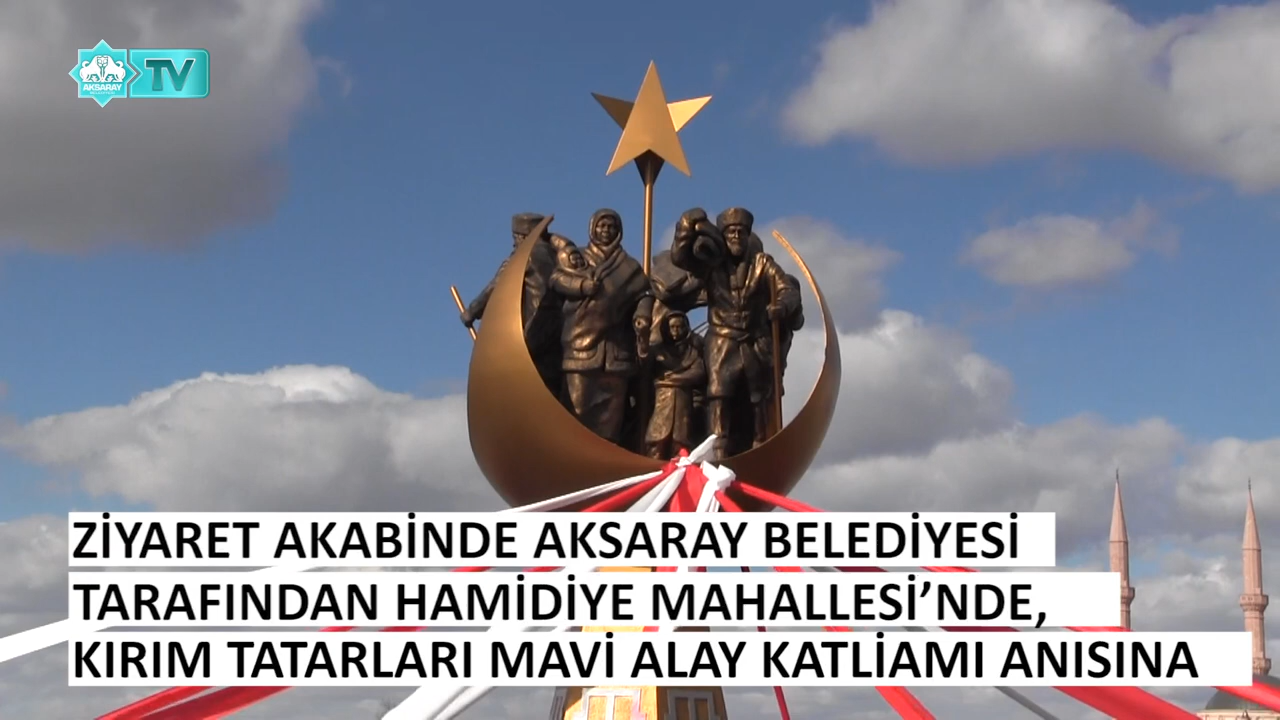 AKSARAY
TV
ZİYARET AKABİNDE AKSARAY BELEDİYESİ
TARAFINDAN HAMİDİYE MAHALLESİ’NDE,
KIRIM TATARLARI MAVİ ALAY KATLİAMI ANISINA